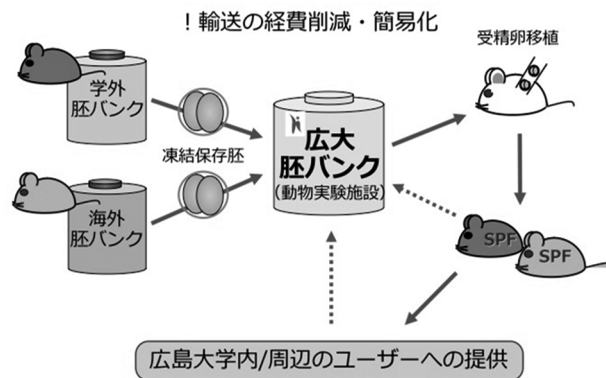 ！輸送の経費削減・簡易化
受精卵移植
学外
胚バンク
凍結保存胚
広大
胚バンク
(動物実験施設)
海外
胚バンク
SPF
SPF
広島大学内/周辺のユーザーへの提供